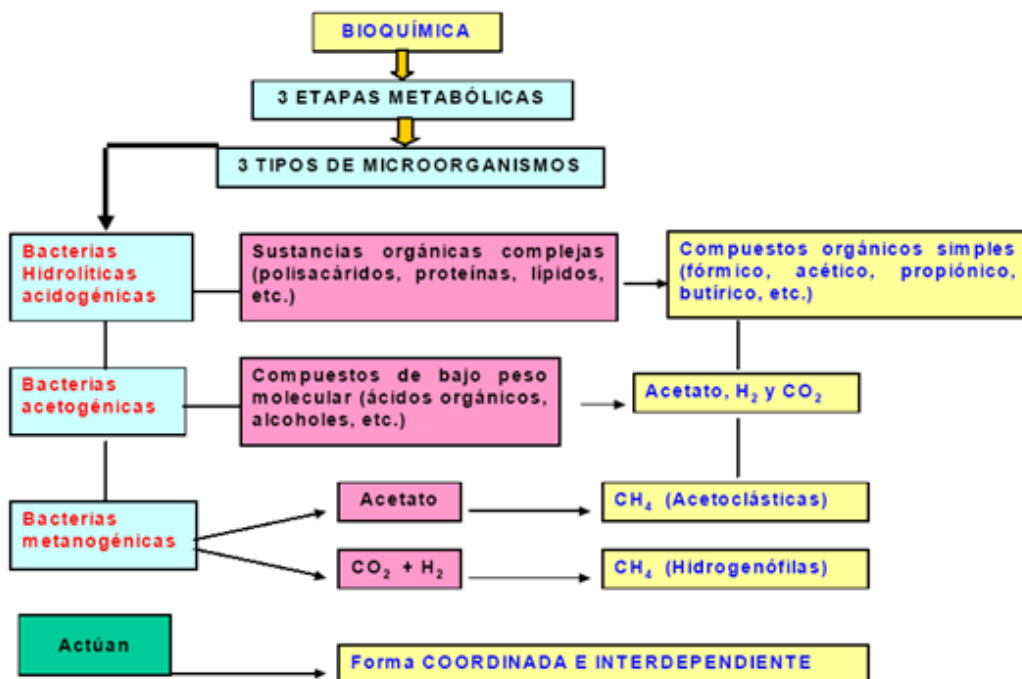 BIOQUÍMICA
3 ETAPAS METABÓLICAS
3 TIPOS DE MICROORGANISMOS
Bacterias
Hidrolíticas
acidogénicas
Sustancias orgánicas complejas
(polisacáridos, proteínas, lípidos,
etc.)
Compuestos orgánicos simples
(fórmico, acético, propiónico,
butírico, etc.)
Bacterias
acetogénicas
Compuestos de bajo peso
molecular (ácidos orgánicos,
alcoholes, etc.)
Acetato, H₂ y CO₂
Bacterias
metanogénicas
Acetato
CH₄ (Acetoclásticas)
CO₂ + H₂
CH₄ (Hidrogenófilas)
Actúan
Forma COORDINADA E INTERDEPENDIENTE